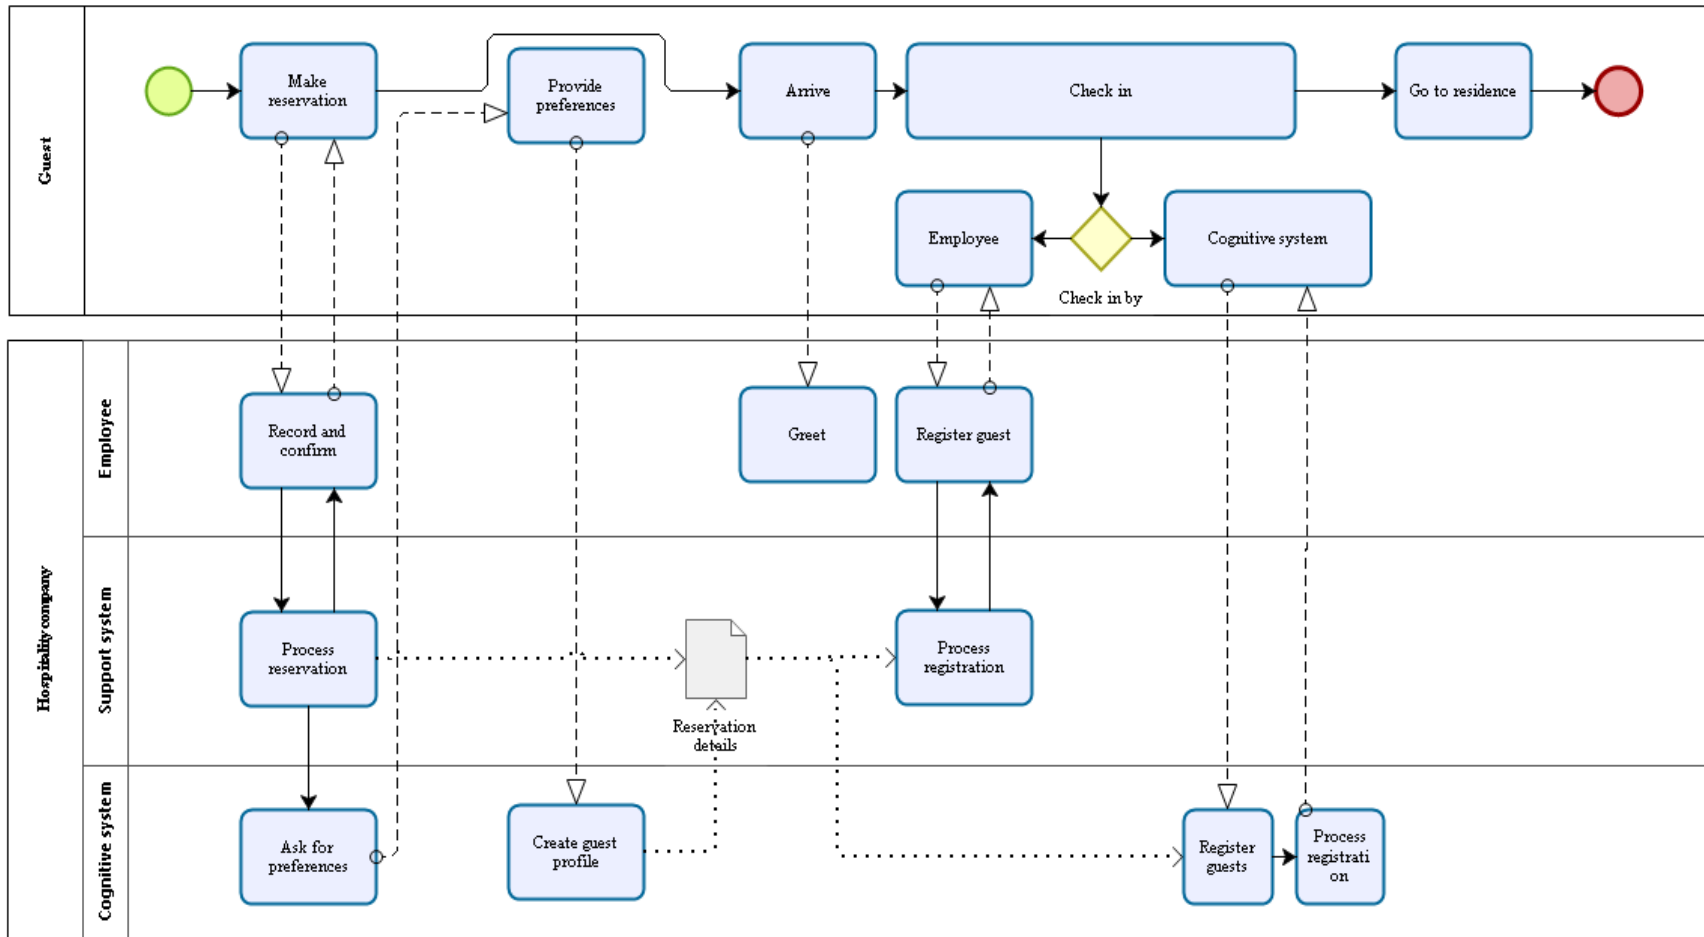 Guest
Make
reservation
Provide
preferences
Arrive
Check in
Go to residence
Employee
Cognitive system
Check in by
Hospitality company
Employee
Record and
confirm
Greet
Register guest
Support system
Process
reservation
Reservation
details
Process
registration
Cognitive system
Ask for
preferences
Create guest
profile
Register
guests
Process
registrati
on